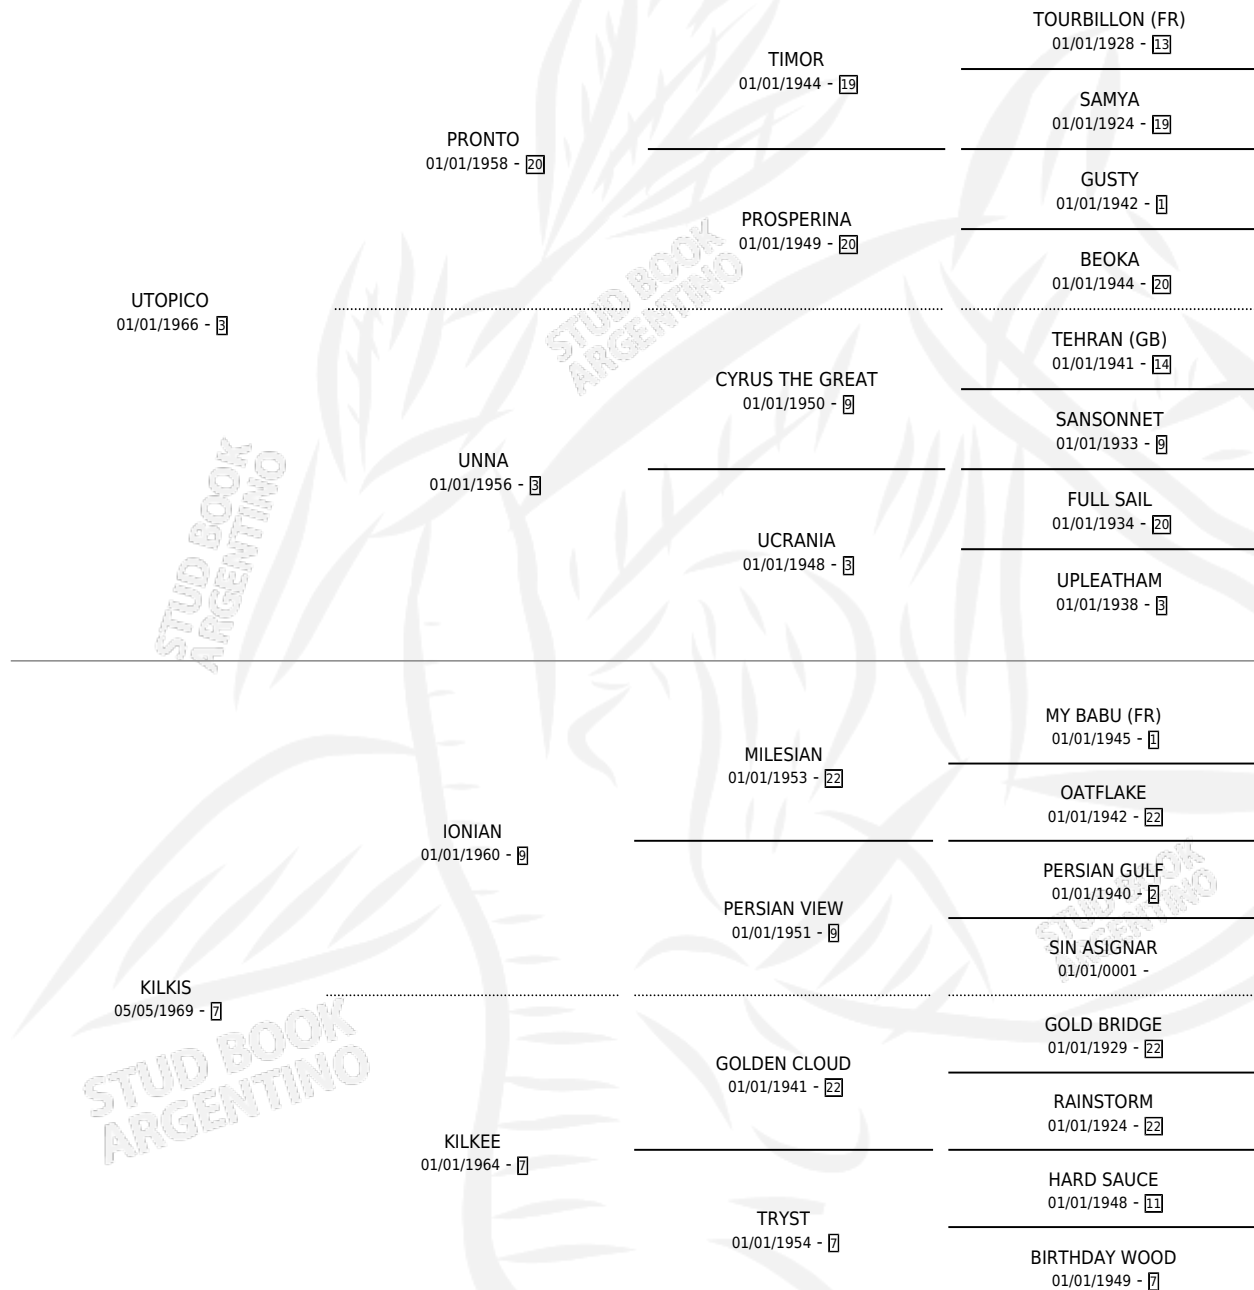 TOURBILLON (FR)
01/01/1928 - 13
TIMOR
01/01/1944 - 19
SAMYA
01/01/1924 - 19
PRONTO
01/01/1958 - 20
GUSTY
01/01/1942 - 1
PROSPERINA
01/01/1949 - 20
BEOKA
01/01/1944 - 20
UTOPICO
01/01/1966 - 3
TEHRAN (GB)
01/01/1941 - 14
CYRUS THE GREAT
01/01/1950 - 9
SANSONNET
01/01/1933 - 9
UNNA
01/01/1956 - 3
FULL SAIL
01/01/1934 - 20
UCRANIA
01/01/1948 - 3
UPLEATHAM
01/01/1938 - 3
MY BABU (FR)
01/01/1945 - 1
MILESIAN
01/01/1953 - 22
OATFLAKE
01/01/1942 - 22
IONIAN
01/01/1960 - 9
PERSIAN GULF
01/01/1940 - 2
PERSIAN VIEW
01/01/1951 - 9
SIN ASIGNAR
01/01/0001 -
KILKIS
05/05/1969 - 7
GOLD BRIDGE
01/01/1929 - 22
GOLDEN CLOUD
01/01/1941 - 22
RAINSTORM
01/01/1924 - 22
KILKEE
01/01/1964 - 7
HARD SAUCE
01/01/1948 - 11
TRYST
01/01/1954 - 7
BIRTHDAY WOOD
01/01/1949 - 7
STUD BOOK
ARGENTINO
STUD BOOK
ARGENTINO
STUD BOOK
ARGENTINO
STUD BOOK
ARGENTINO